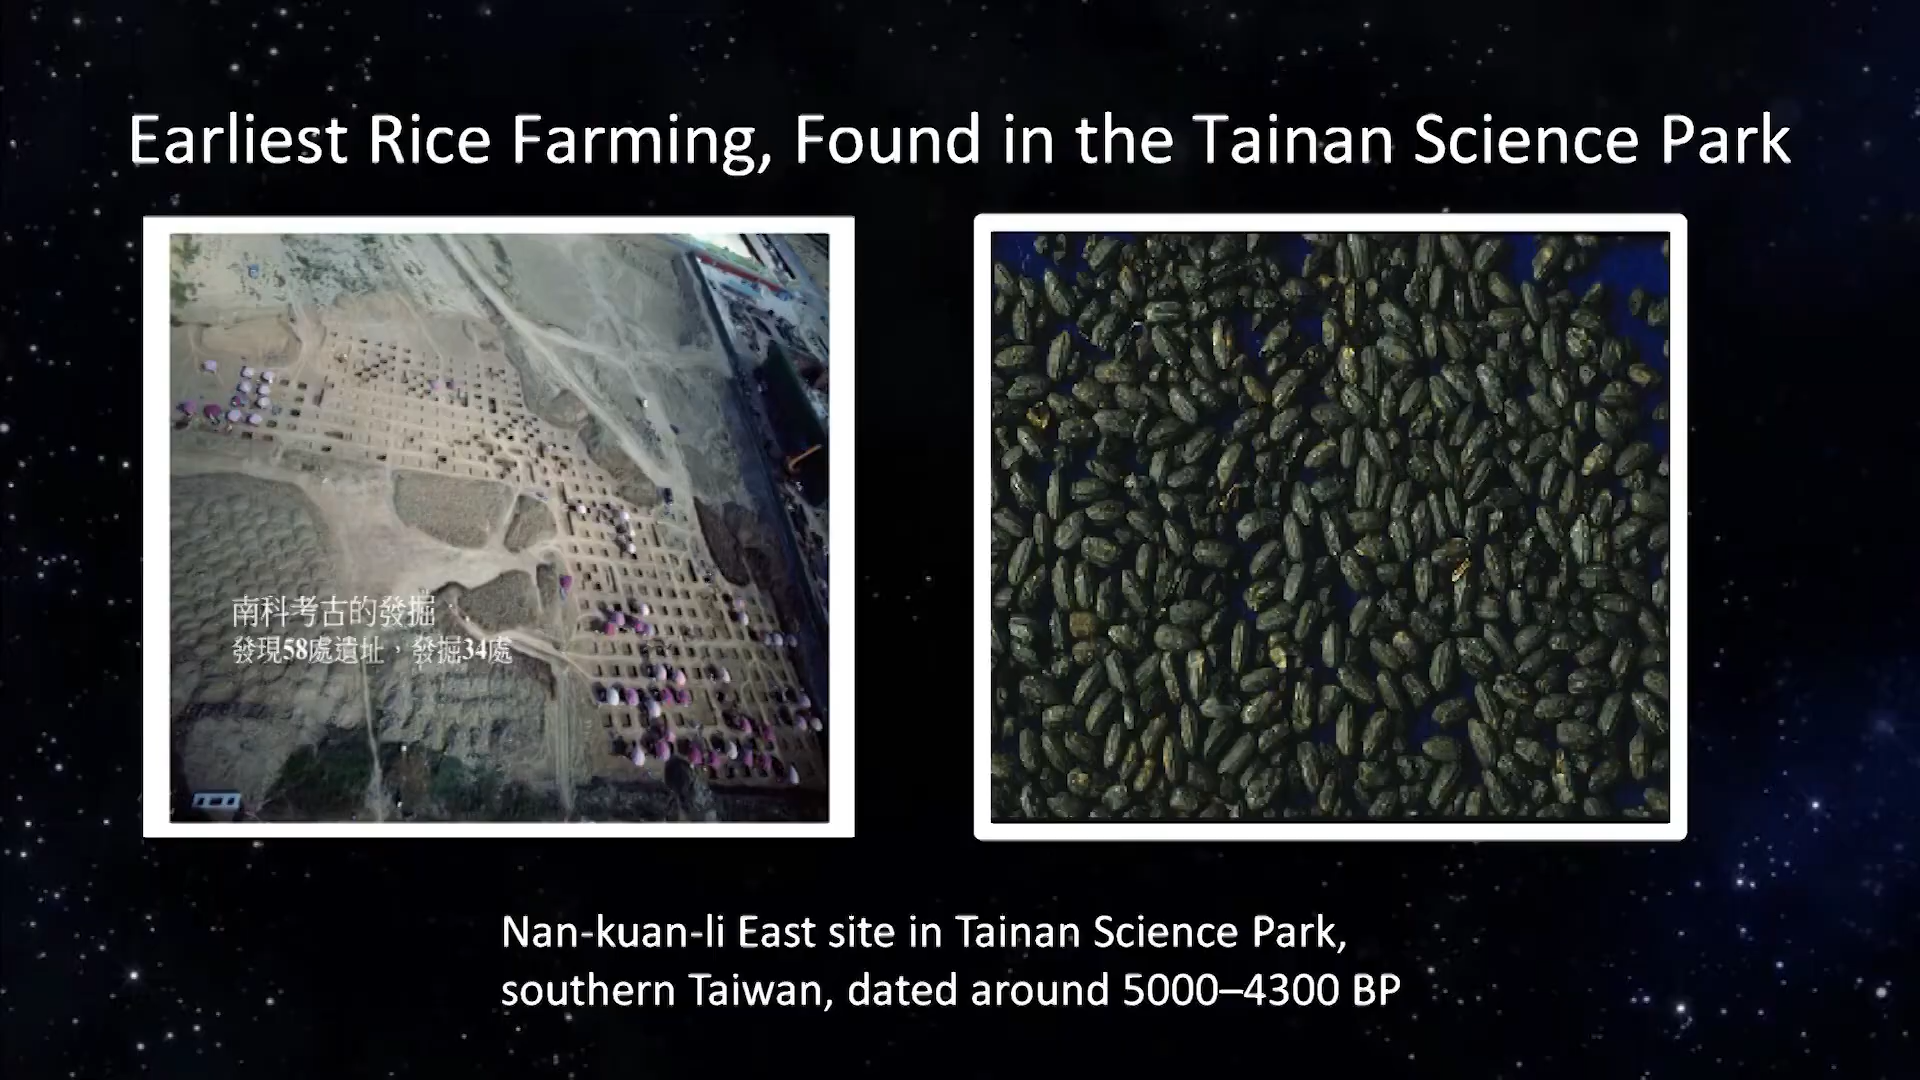 Earliest Rice Farming, Found in the Tainan Science Park
南科考古的發掘
發現58處遺址，發掘34處
Nan-kuan-li East site in Tainan Science Park,
southern Taiwan, dated around 5000–4300 BP